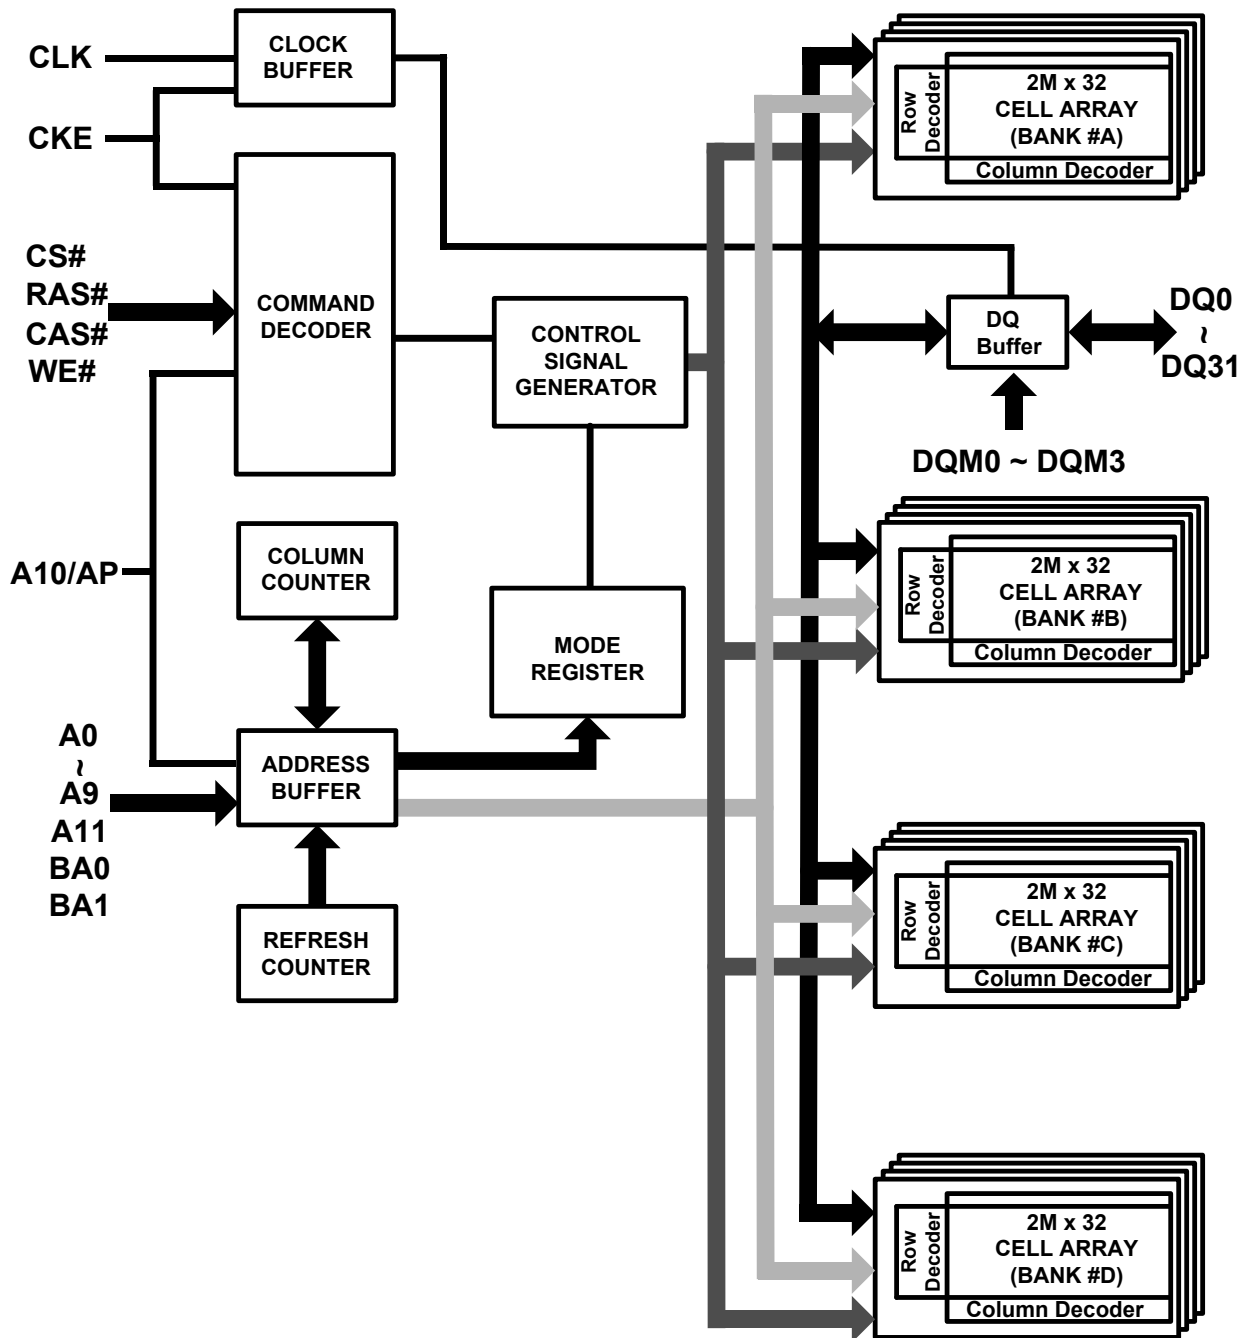 CLK
CKE
CLOCK
BUFFER
CS#
RAS#
CAS#
WE#
COMMAND
DECODER
CONTROL
SIGNAL
GENERATOR
A10/AP
COLUMN
COUNTER
MODE
REGISTER
A0
~
A9
A11
BA0
BA1
ADDRESS
BUFFER
REFRESH
COUNTER
Row
Decoder
2M x 32
CELL ARRAY
(BANK #A)
Column Decoder
DQ
Buffer
DQ0
~
DQ31
DQM0 ~ DQM3
Row
Decoder
2M x 32
CELL ARRAY
(BANK #B)
Column Decoder
Row
Decoder
2M x 32
CELL ARRAY
(BANK #C)
Column Decoder
Row
Decoder
2M x 32
CELL ARRAY
(BANK #D)
Column Decoder